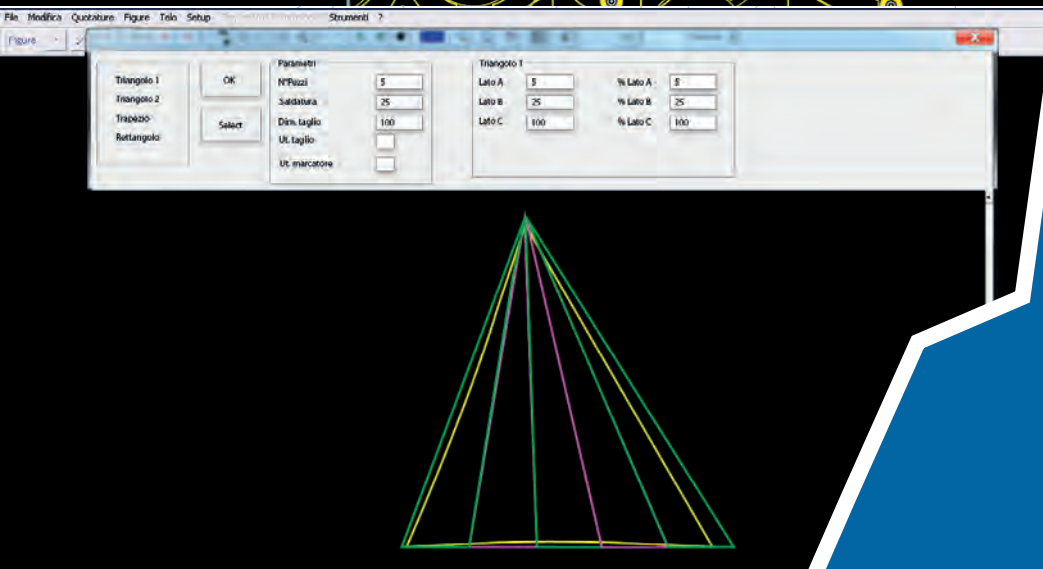 File Modifica Quotature Figure Telo Setup Strumenti ?
Figure
Triangolo 1
Triangolo 2
Trapezio
Rettangolo
OK
Select
Parametri
N°Pezzi 5
Saldatura 25
Dim. taglio 100
Ut. taglio
Ut. marcatore
Triangolo 1
Lato A 5 % Lato A 5
Lato B 25 % Lato B 25
Lato C 100 % Lato C 100